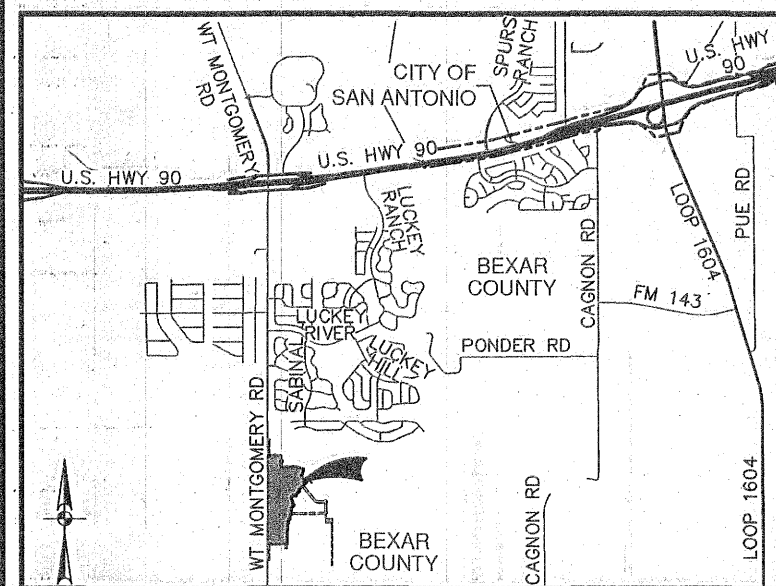 WT MONTGOMERY
RD
SPURS
RANCH
U.S. HWY
90
CITY OF
SAN ANTONIO
U.S. HWY 90
U.S. HWY 90
LUCKEY
RANCH
LOOP 1604
PUE RD
BEXAR
COUNTY
CAGNON RD
FM 143
LUCKEY
RIVER
LUCKEY
HILL
PONDER RD
SABINAL
WT MONTGOMERY RD
CAGNON RD
LOOP 1604
BEXAR
COUNTY